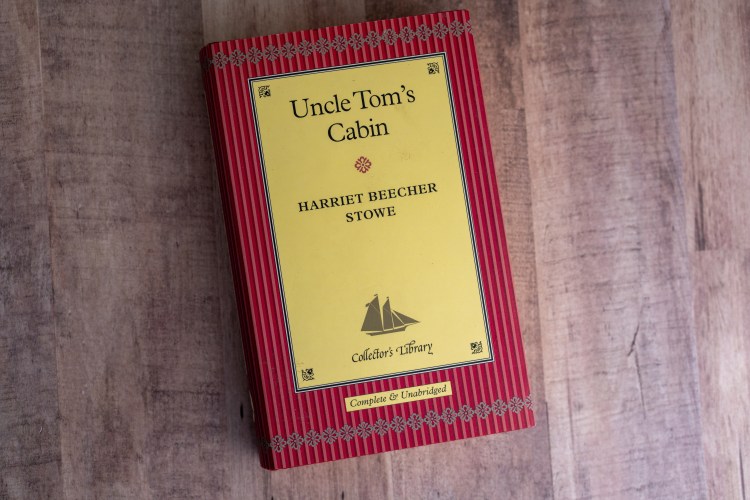 Uncle Tom's
Cabin
HARRIET BEECHER
STOWE
Collector's Library
Complete & Unabridged